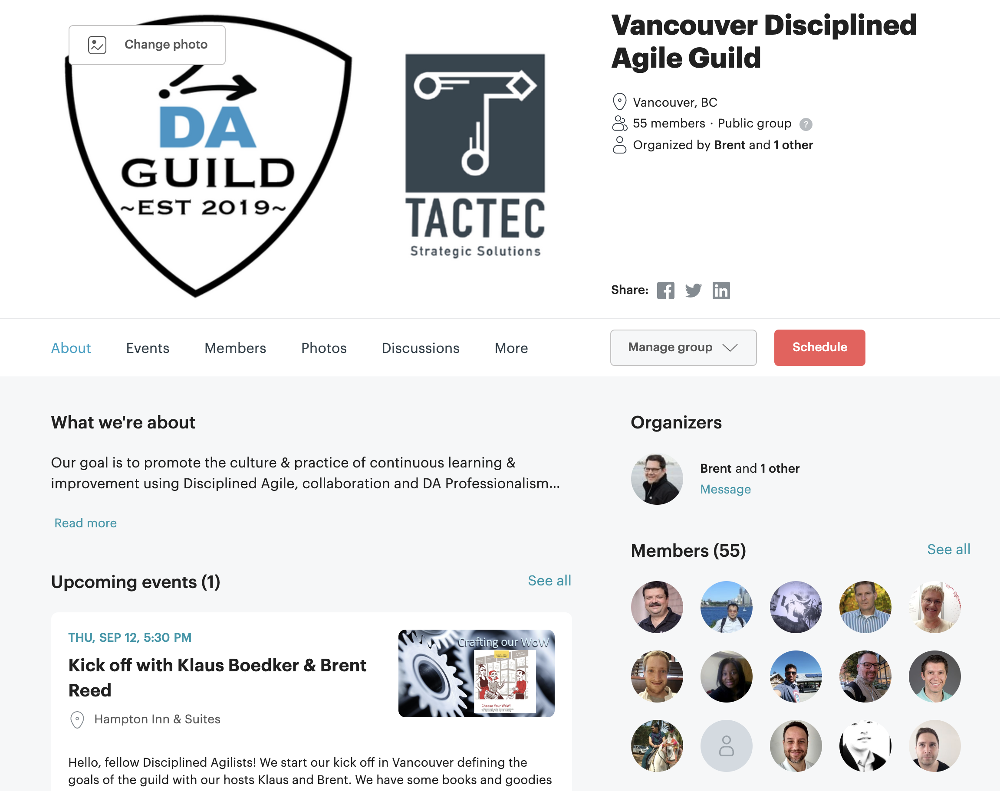 Change photo
DA
GUILD
~EST 2019~
TACTEC
Strategic Solutions
Vancouver Disciplined
Agile Guild
Vancouver, BC
55 members · Public group ?
Organized by Brent and 1 other
Share:
About Events Members Photos Discussions More
Manage group
Schedule
What we're about
Our goal is to promote the culture & practice of continuous learning &
improvement using Disciplined Agile, collaboration and DA Professionalism...
Read more
Organizers
Brent and 1 other
Message
Members (55)
See all
Upcoming events (1)
See all
THU, SEP 12, 5:30 PM
Kick off with Klaus Boedker & Brent
Reed
Hampton Inn & Suites
Crafting our WoW
Choose Your WoW!
Hello, fellow Disciplined Agilists! We start our kick off in Vancouver defining the
goals of the guild with our hosts Klaus and Brent. We have some books and goodies